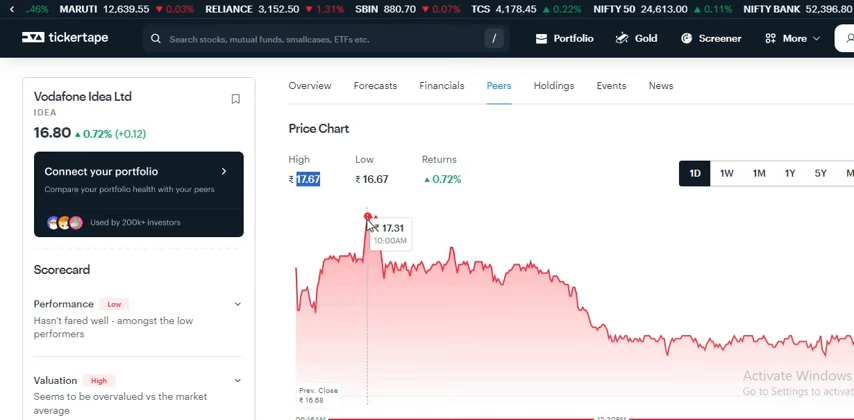 .46% MARUTI 12,639.55 ▼ 0.03% RELIANCE 3,152.50 ▼ 1.31% SBIN 880.70 ▼ 0.07% TCS 4,178.45 ▲ 0.22% NIFTY 50 24,613.00 ▲ 0.11% NIFTY BANK 52,396.80
tickertape Search stocks, mutual funds, smallcases, ETFs etc. / Portfolio Gold Screener More
Vodafone Idea Ltd
IDEA
16.80 ▲ 0.72% (+0.12)
Connect your portfolio
Compare your portfolio health with your peers
Used by 200k+ investors
Scorecard
Performance Low
Hasn't fared well - amongst the low
performers
Valuation High
Seems to be overvalued vs the market
average
Overview Forecasts Financials Peers Holdings Events News
Price Chart
High Low Returns
₹ 17.67 ₹ 16.67 ▲ 0.72%
1D 1W 1M 1Y 5Y M
₹ 17.31
10:00AM
Prev. Close
₹ 16.68
Activate Windows
Go to Settings to activat